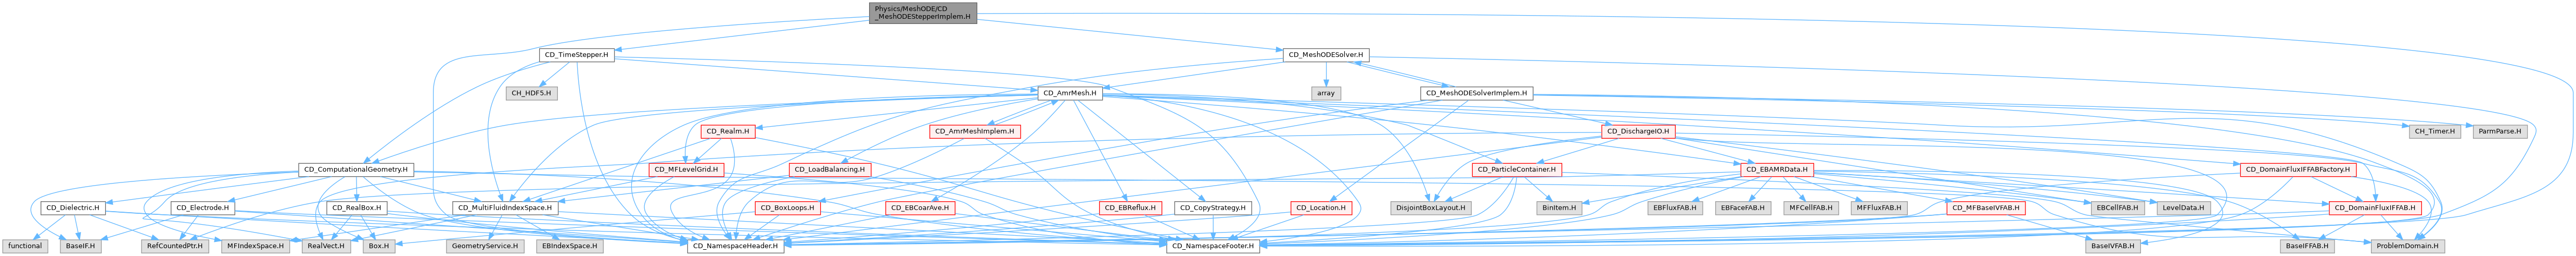 Physics/MeshODE/CD
_MeshODEStepperImplem.H
CD_TimeStepper.H
CD_MeshODESolver.H
CH_HDF5.H
CD_AmrMesh.H
array
CD_MeshODESolverImplem.H
CD_Realm.H
CD_AmrMeshImplem.H
CD_DischargeIO.H
CH_Timer.H
ParmParse.H
CD_ComputationalGeometry.H
CD_MFLevelGrid.H
CD_LoadBalancing.H
CD_ParticleContainer.H
CD_EBAMRData.H
CD_DomainFluxIFFABFactory.H
CD_Dielectric.H
CD_Electrode.H
CD_RealBox.H
CD_MultiFluidIndexSpace.H
CD_BoxLoops.H
CD_EBCoarAve.H
CD_EBReflux.H
CD_CopyStrategy.H
CD_Location.H
DisjointBoxLayout.H
BinItem.H
EBFluxFAB.H
EBFaceFAB.H
MFCellFAB.H
MFFluxFAB.H
CD_MFBaseIVFAB.H
EBCellFAB.H
LevelData.H
CD_DomainFluxIFFAB.H
functional
BaseIF.H
RefCountedPtr.H
MFIndexSpace.H
RealVect.H
Box.H
GeometryService.H
EBIndexSpace.H
CD_NamespaceHeader.H
CD_NamespaceFooter.H
BaseIVFAB.H
BaseIFFAB.H
ProblemDomain.H